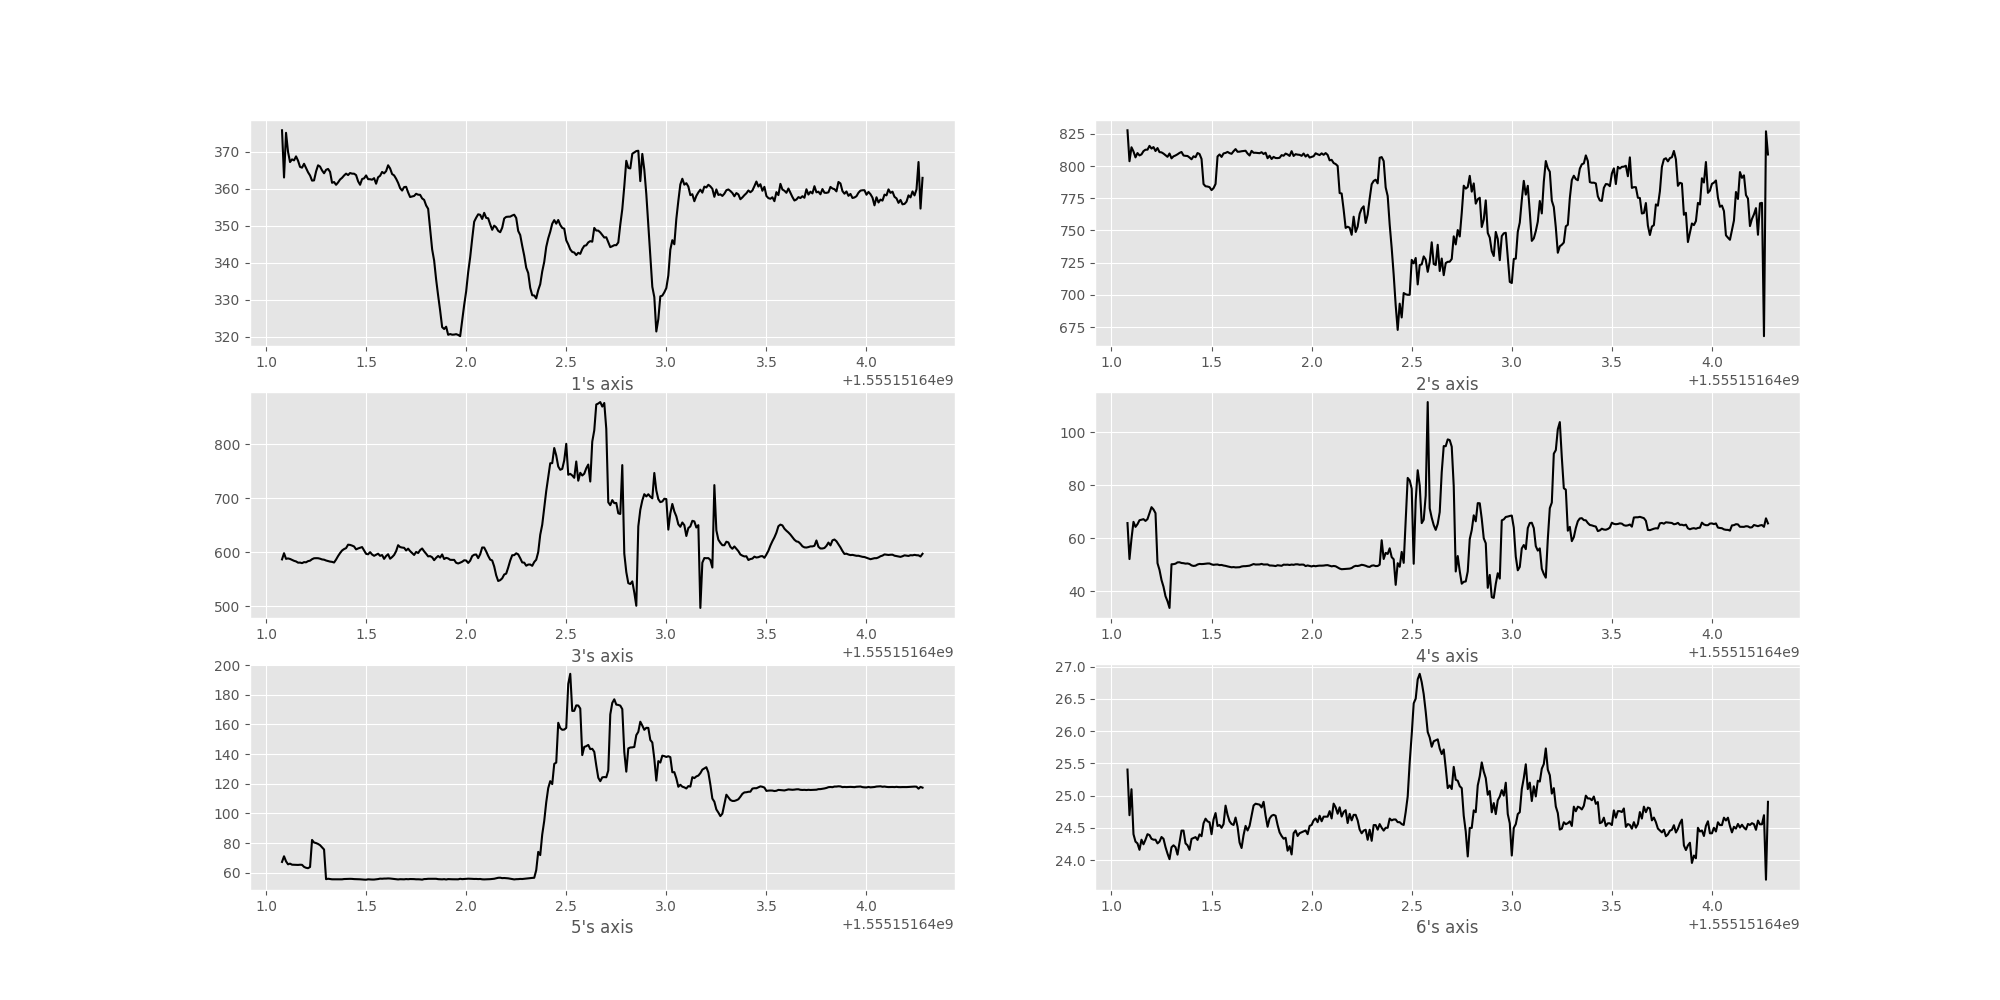 370
360
350
340
330
320
1.0 1.5 2.0 2.5 3.0 3.5 4.0
+1.55515164e9
1's axis
825
800
775
750
725
700
675
1.0 1.5 2.0 2.5 3.0 3.5 4.0
+1.55515164e9
2's axis
800
700
600
500
1.0 1.5 2.0 2.5 3.0 3.5 4.0
+1.55515164e9
3's axis
100
80
60
40
1.0 1.5 2.0 2.5 3.0 3.5 4.0
+1.55515164e9
4's axis
200
180
160
140
120
100
80
60
1.0 1.5 2.0 2.5 3.0 3.5 4.0
+1.55515164e9
5's axis
27.0
26.5
26.0
25.5
25.0
24.5
24.0
1.0 1.5 2.0 2.5 3.0 3.5 4.0
+1.55515164e9
6's axis